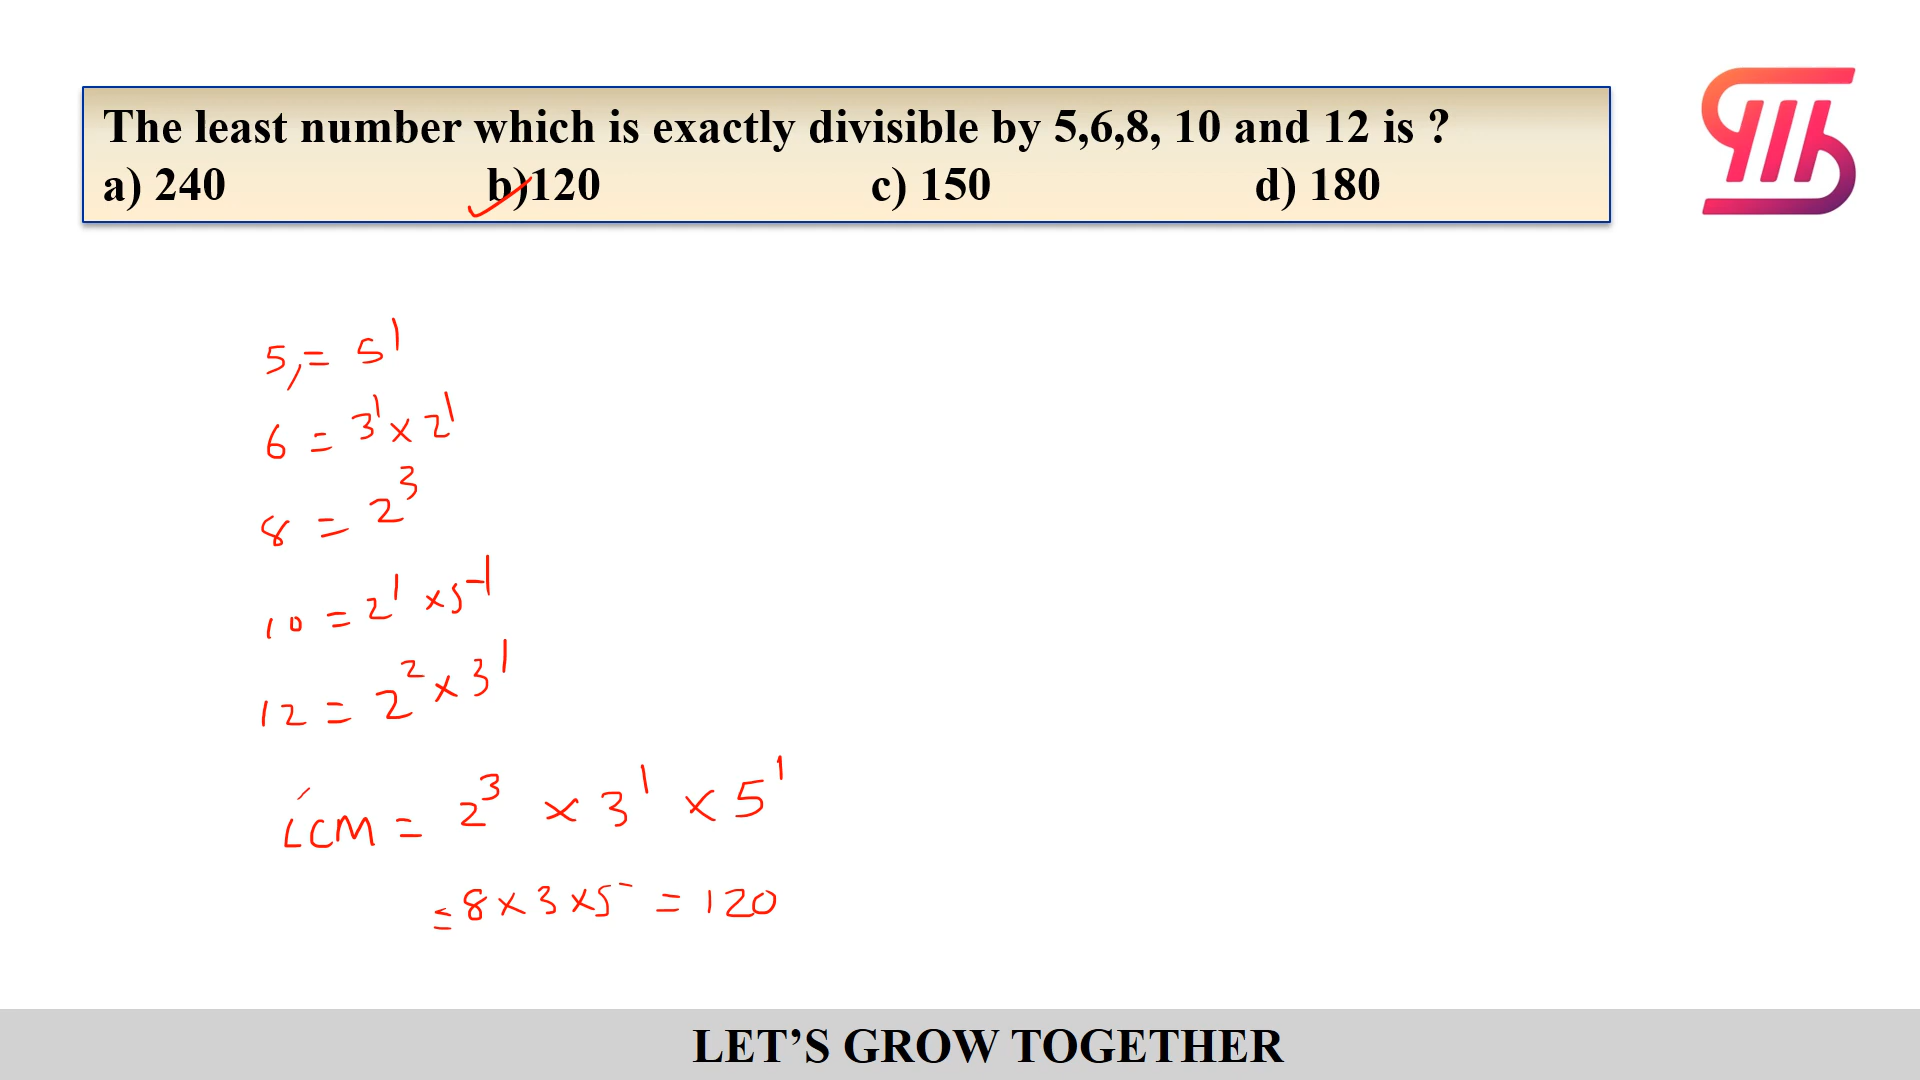 The least number which is exactly divisible by 5,6,8, 10 and 12 is ?
a) 240 b)120 c) 150 d) 180
5, = 5¹
6 = 3¹ × 2¹
8 = 2³
10 = 2¹ × 5¹
12 = 2² × 3¹
LCM = 2³ × 3¹ × 5¹
= 8 × 3 × 5 = 120
LET’S GROW TOGETHER